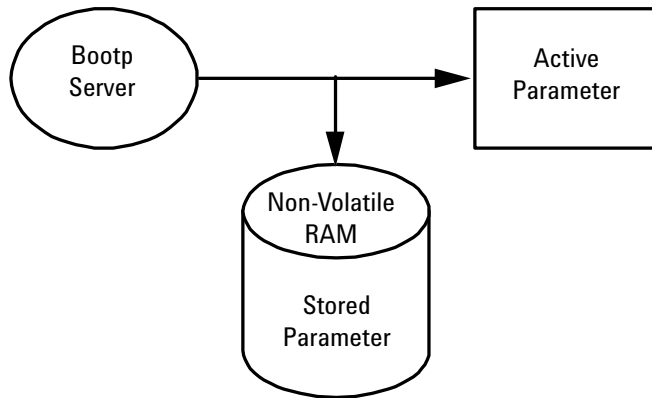 Bootp
Server
Active
Parameter
Non-Volatile
RAM
Stored
Parameter